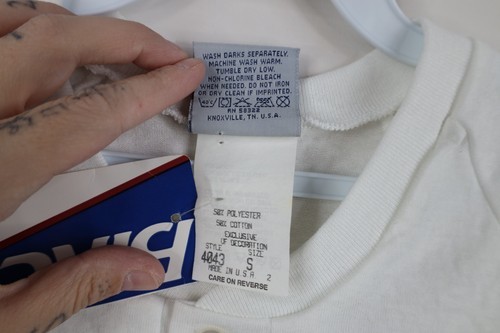 WASH DARKS SEPARATELY.
MACHINE WASH WARM.
TUMBLE DRY LOW.
NON-CHLORINE BLEACH
WHEN NEEDED. DO NOT IRON
OR DRY CLEAN IF IMPRINTED.
RN 58322
KNOXVILLE, TN. U.S.A.
50% POLYESTER
50% COTTON
EXCLUSIVE
OF DECORATION
STYLE SIZE
4043 S
MADE IN U S A 2
CARE ON REVERSE